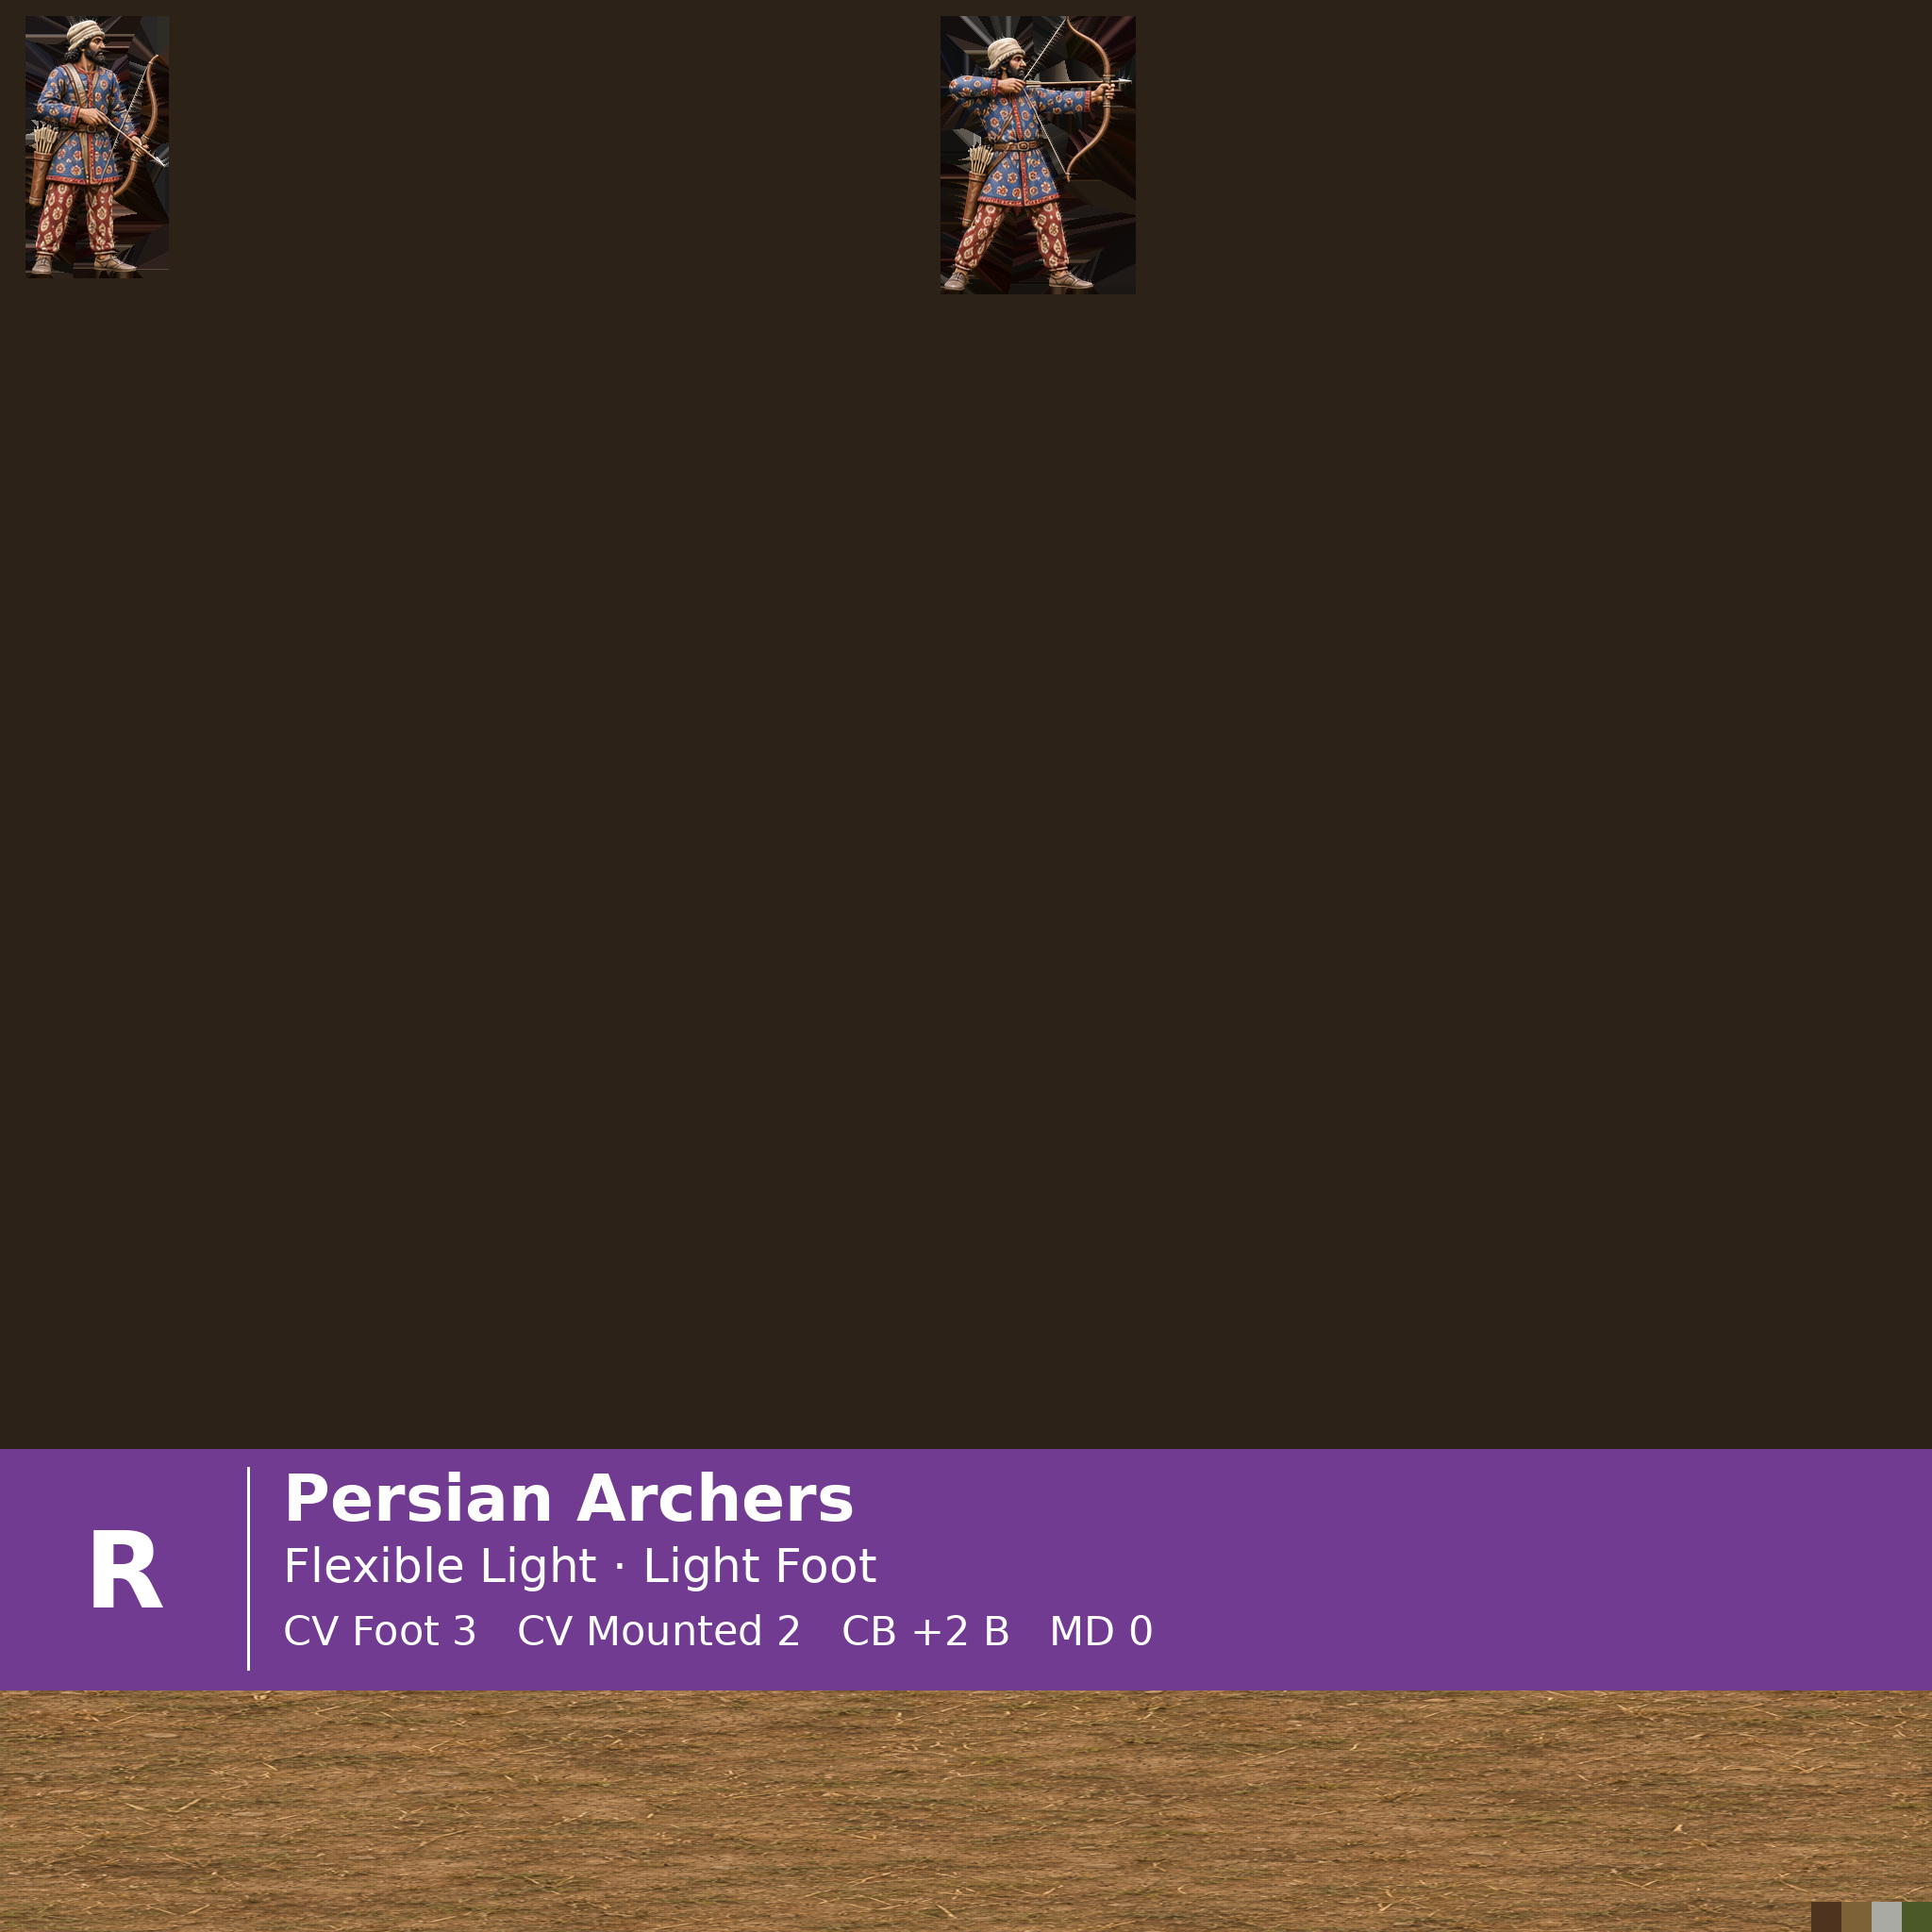 R
Persian Archers
Flexible Light · Light Foot
CV Foot 3 CV Mounted 2 CB +2 B MD 0